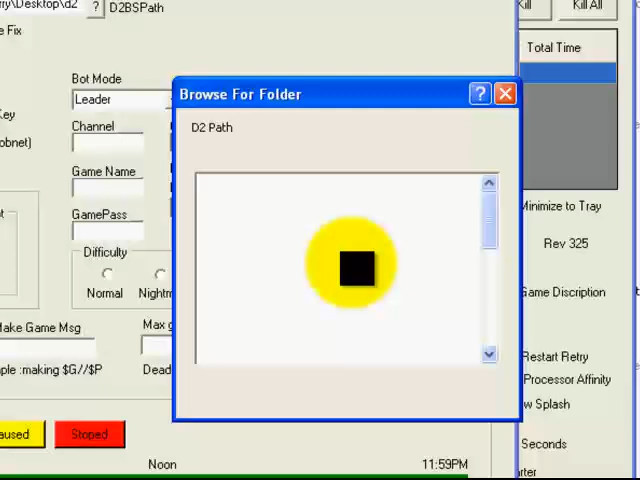 rry\Desktop\d2 ? D2BSPath
Kill Kill All
e Fix
Total Time
Bot Mode
Leader
Browse For Folder ?
D2 Path
Key
Channel
obnet)
Game Name
GamePass
Minimize to Tray
Rev 325
Difficulty
Normal Nightm
Game Discription
Make Game Msg Max g
ple :making $G//$P Dead
Restart Retry
Processor Affinity
w Splash
aused Stoped
Seconds
Noon 11:59PM
rter